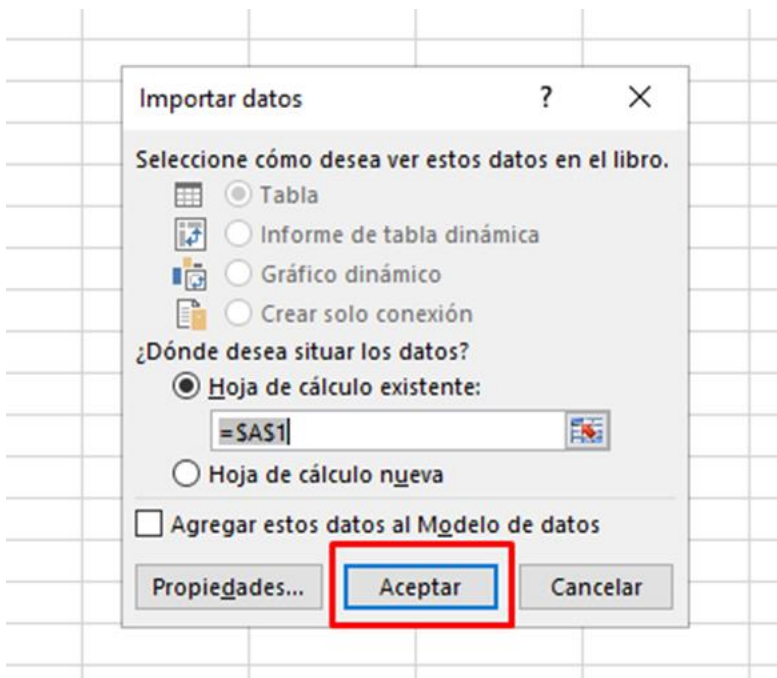 Importar datos ?
Seleccione cómo desea ver estos datos en el libro.
Tabla
Informe de tabla dinámica
Gráfico dinámico
Crear solo conexión
¿Dónde desea situar los datos?
Hoja de cálculo existente:
=$A$1
Hoja de cálculo nueva
Agregar estos datos al Modelo de datos
Propiedades... Aceptar Cancelar